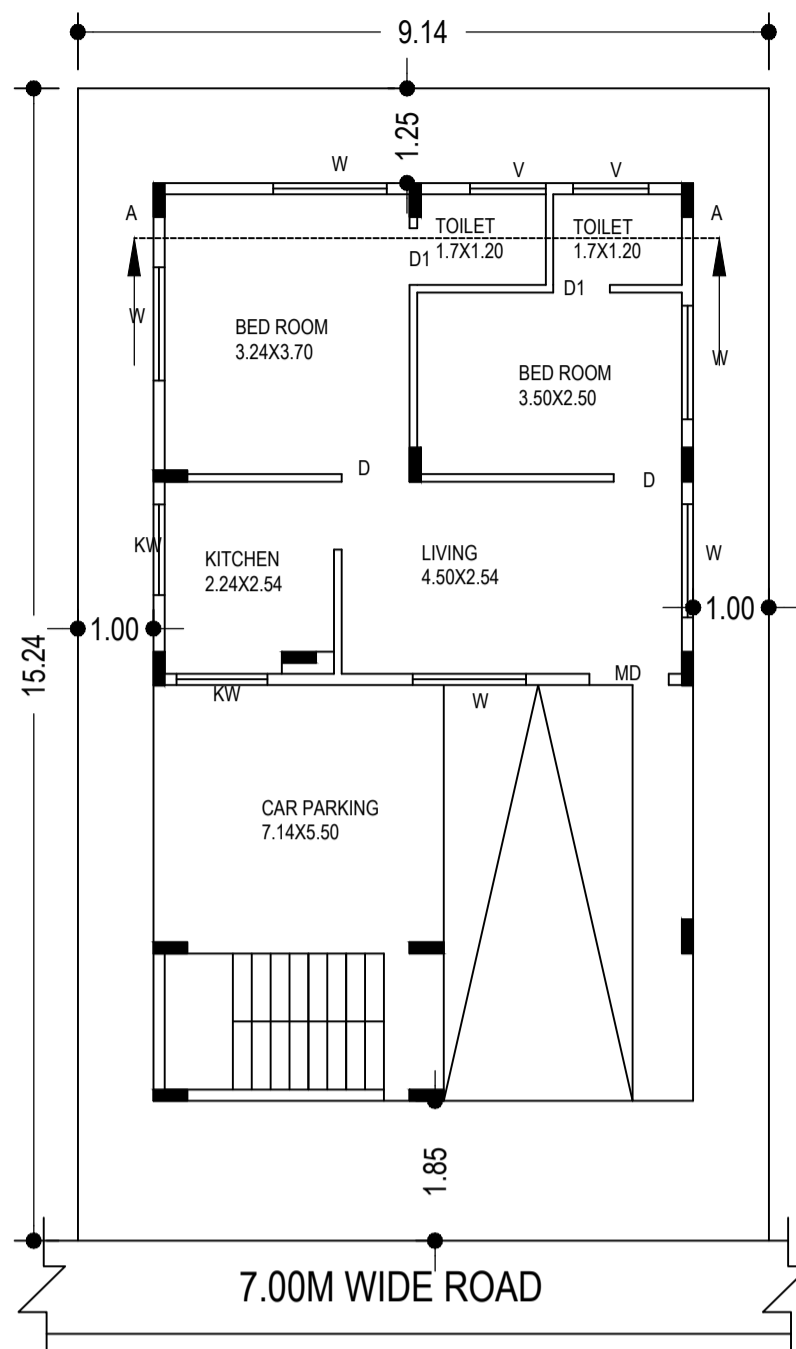 9.14
1.25
W
V
V
A
A
TOILET
1.7X1.20
TOILET
1.7X1.20
D1
D1
W
BED ROOM
3.24X3.70
W
BED ROOM
3.50X2.50
D
D
KW
KITCHEN
2.24X2.54
LIVING
4.50X2.54
W
1.00
1.00
15.24
KW
W
MD
CAR PARKING
7.14X5.50
1.85
7.00M WIDE ROAD